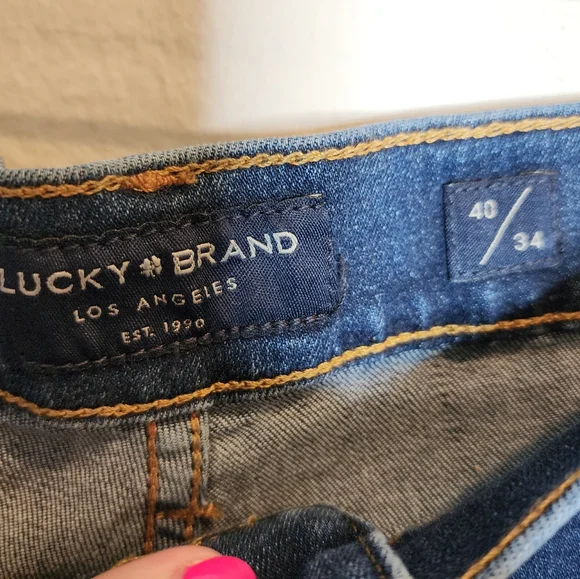 LUCKY BRAND
LOS ANGELES
EST. 1990
40/34